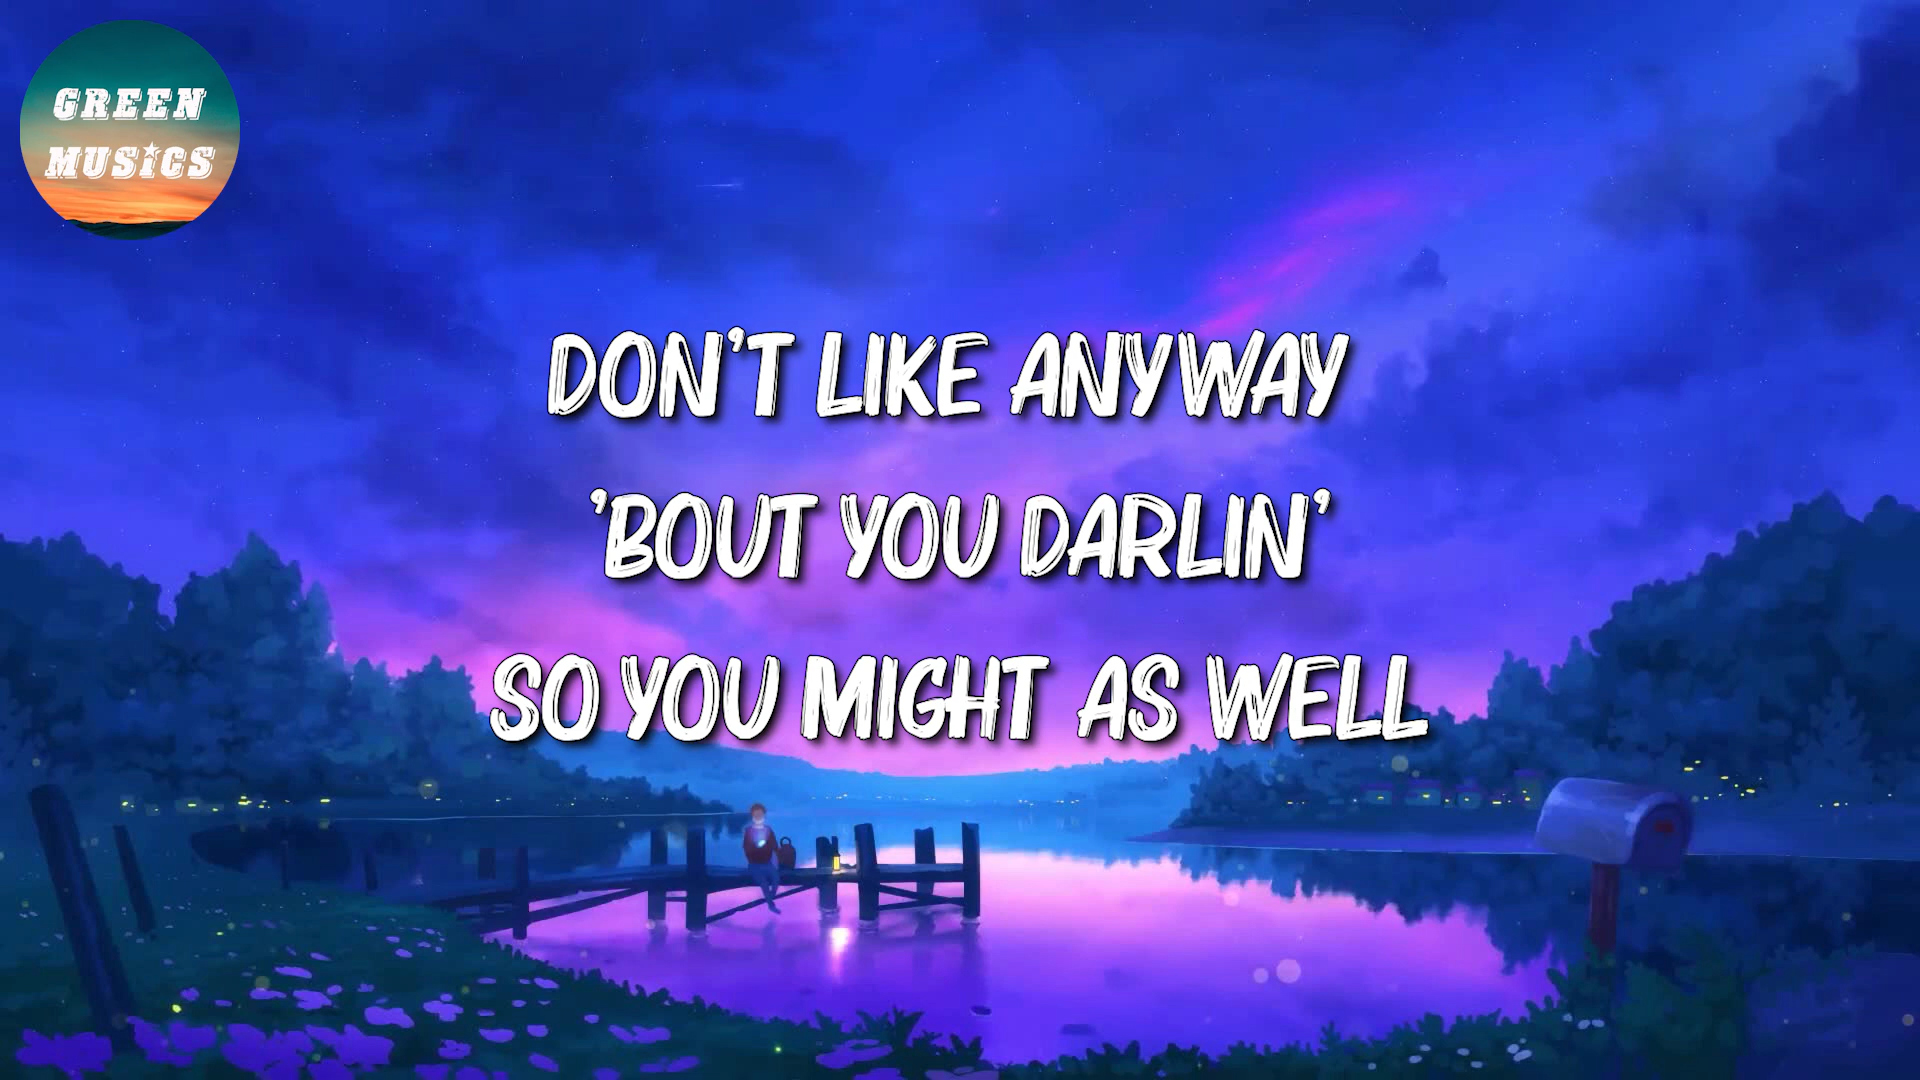 GREEN
MUSICS
DON'T LIKE ANYWAY
'BOUT YOU DARLIN'
SO YOU MIGHT AS WELL